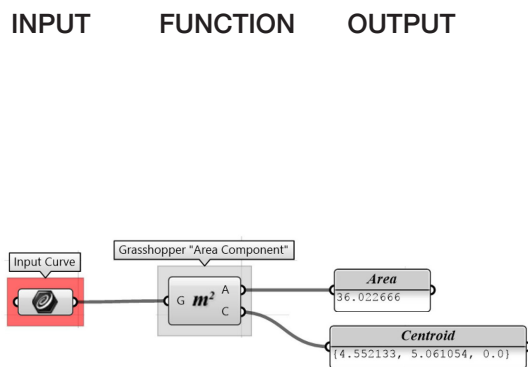 INPUT FUNCTION OUTPUT
Input Curve
Grasshopper "Area Component"
G m² A C
Area
36.022666
Centroid
{4.552133, 5.061054, 0.0}